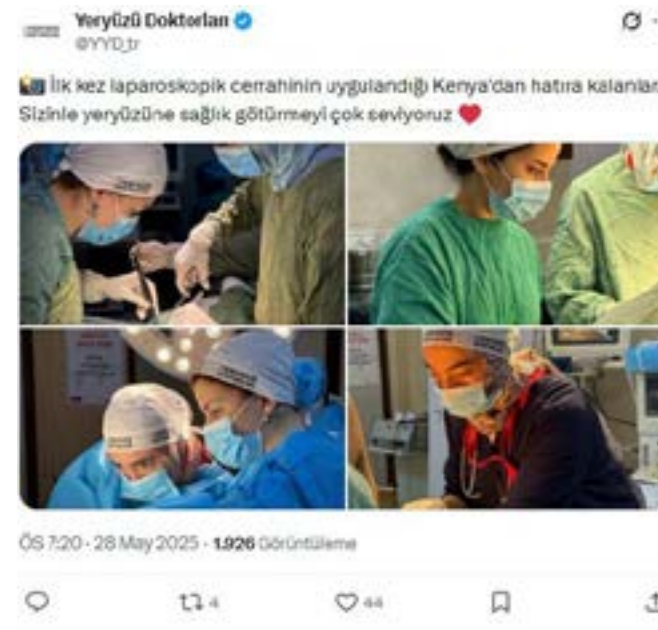 Yeryüzü Doktorları
@YYD_tr
İlk kez laparoskopik cerrahinin uygulandığı Kenya'dan hatıra kalanlar
Sizinle yeryüzüne sağlık götürmeyi çok seviyoruz
ÖS 7:20 · 28 May 2025 · 1.926 Görüntüleme
4
44